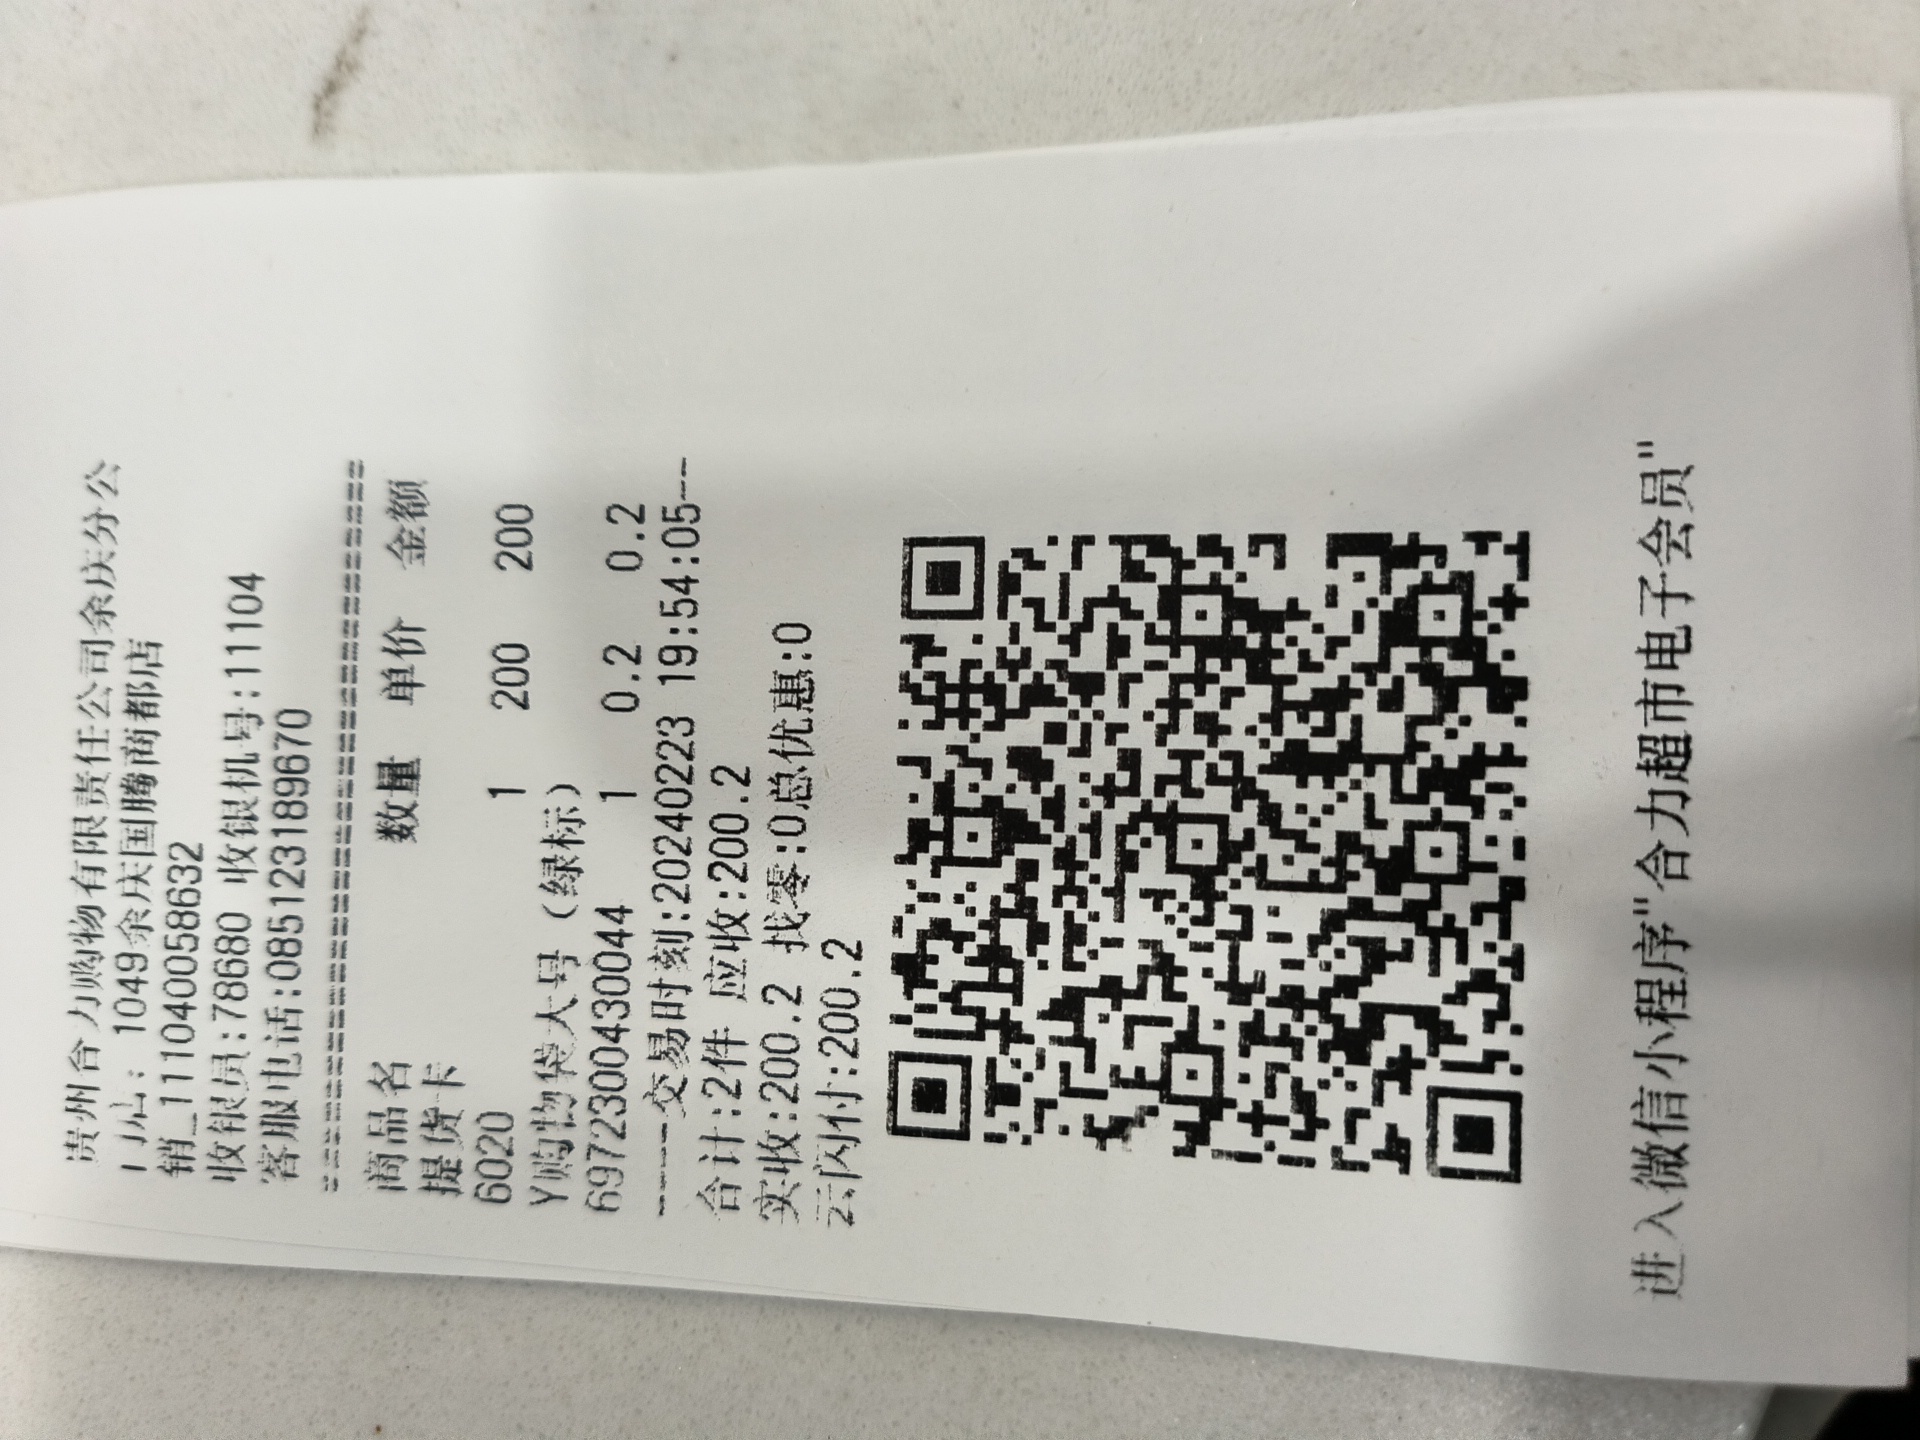 贵州合力购物有限责任公司余庆分公
门店: 1049余庆国腾商都店
销_111040058632
收银员:78680 收银机号:11104
客服电话:085123189670
商品名 数量 单价 金额
提货卡
6020 1 200 200
Y购物袋大号（绿标）
6972300430044 1 0.2 0.2
----交易时刻:20240223 19:54:05--
合计:2件 应收:200.2
实收:200.2 找零:0总优惠:0
云闪付:200.2
进入微信小程序"合力超市电子会员"